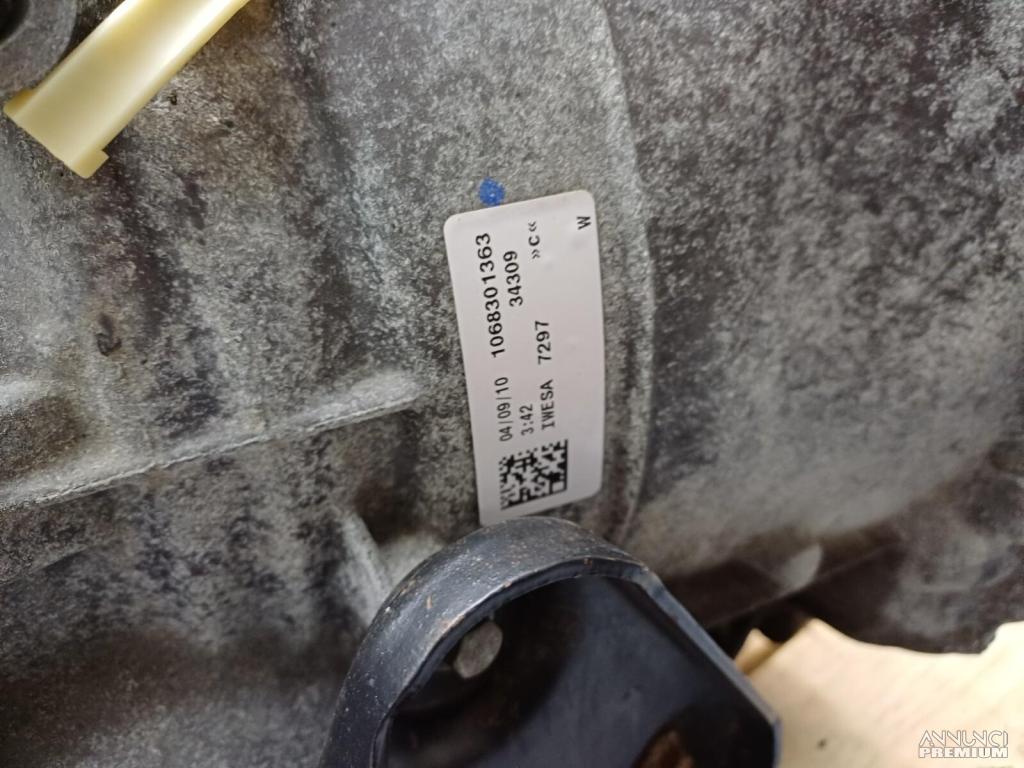 04/09/10 1068301363
3:42 34309
IWESA 7297 »C«
W
ANNUNCI
PREMIUM